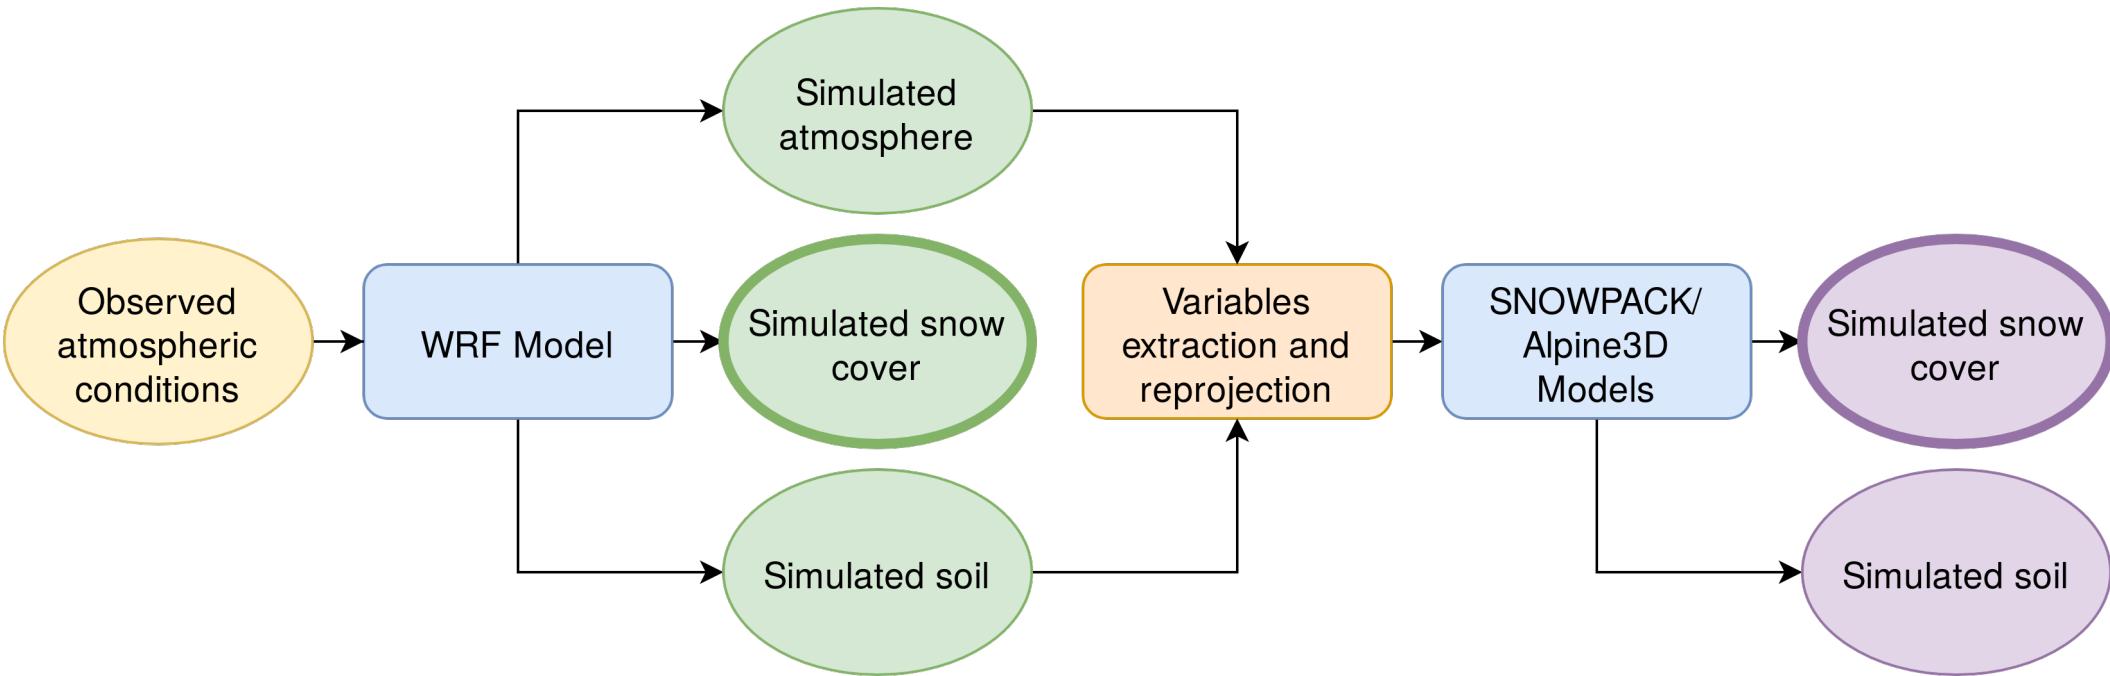 Observed
atmospheric
conditions
WRF Model
Simulated
atmosphere
Simulated snow
cover
Simulated soil
Variables
extraction and
reprojection
SNOWPACK/
Alpine3D
Models
Simulated snow
cover
Simulated soil